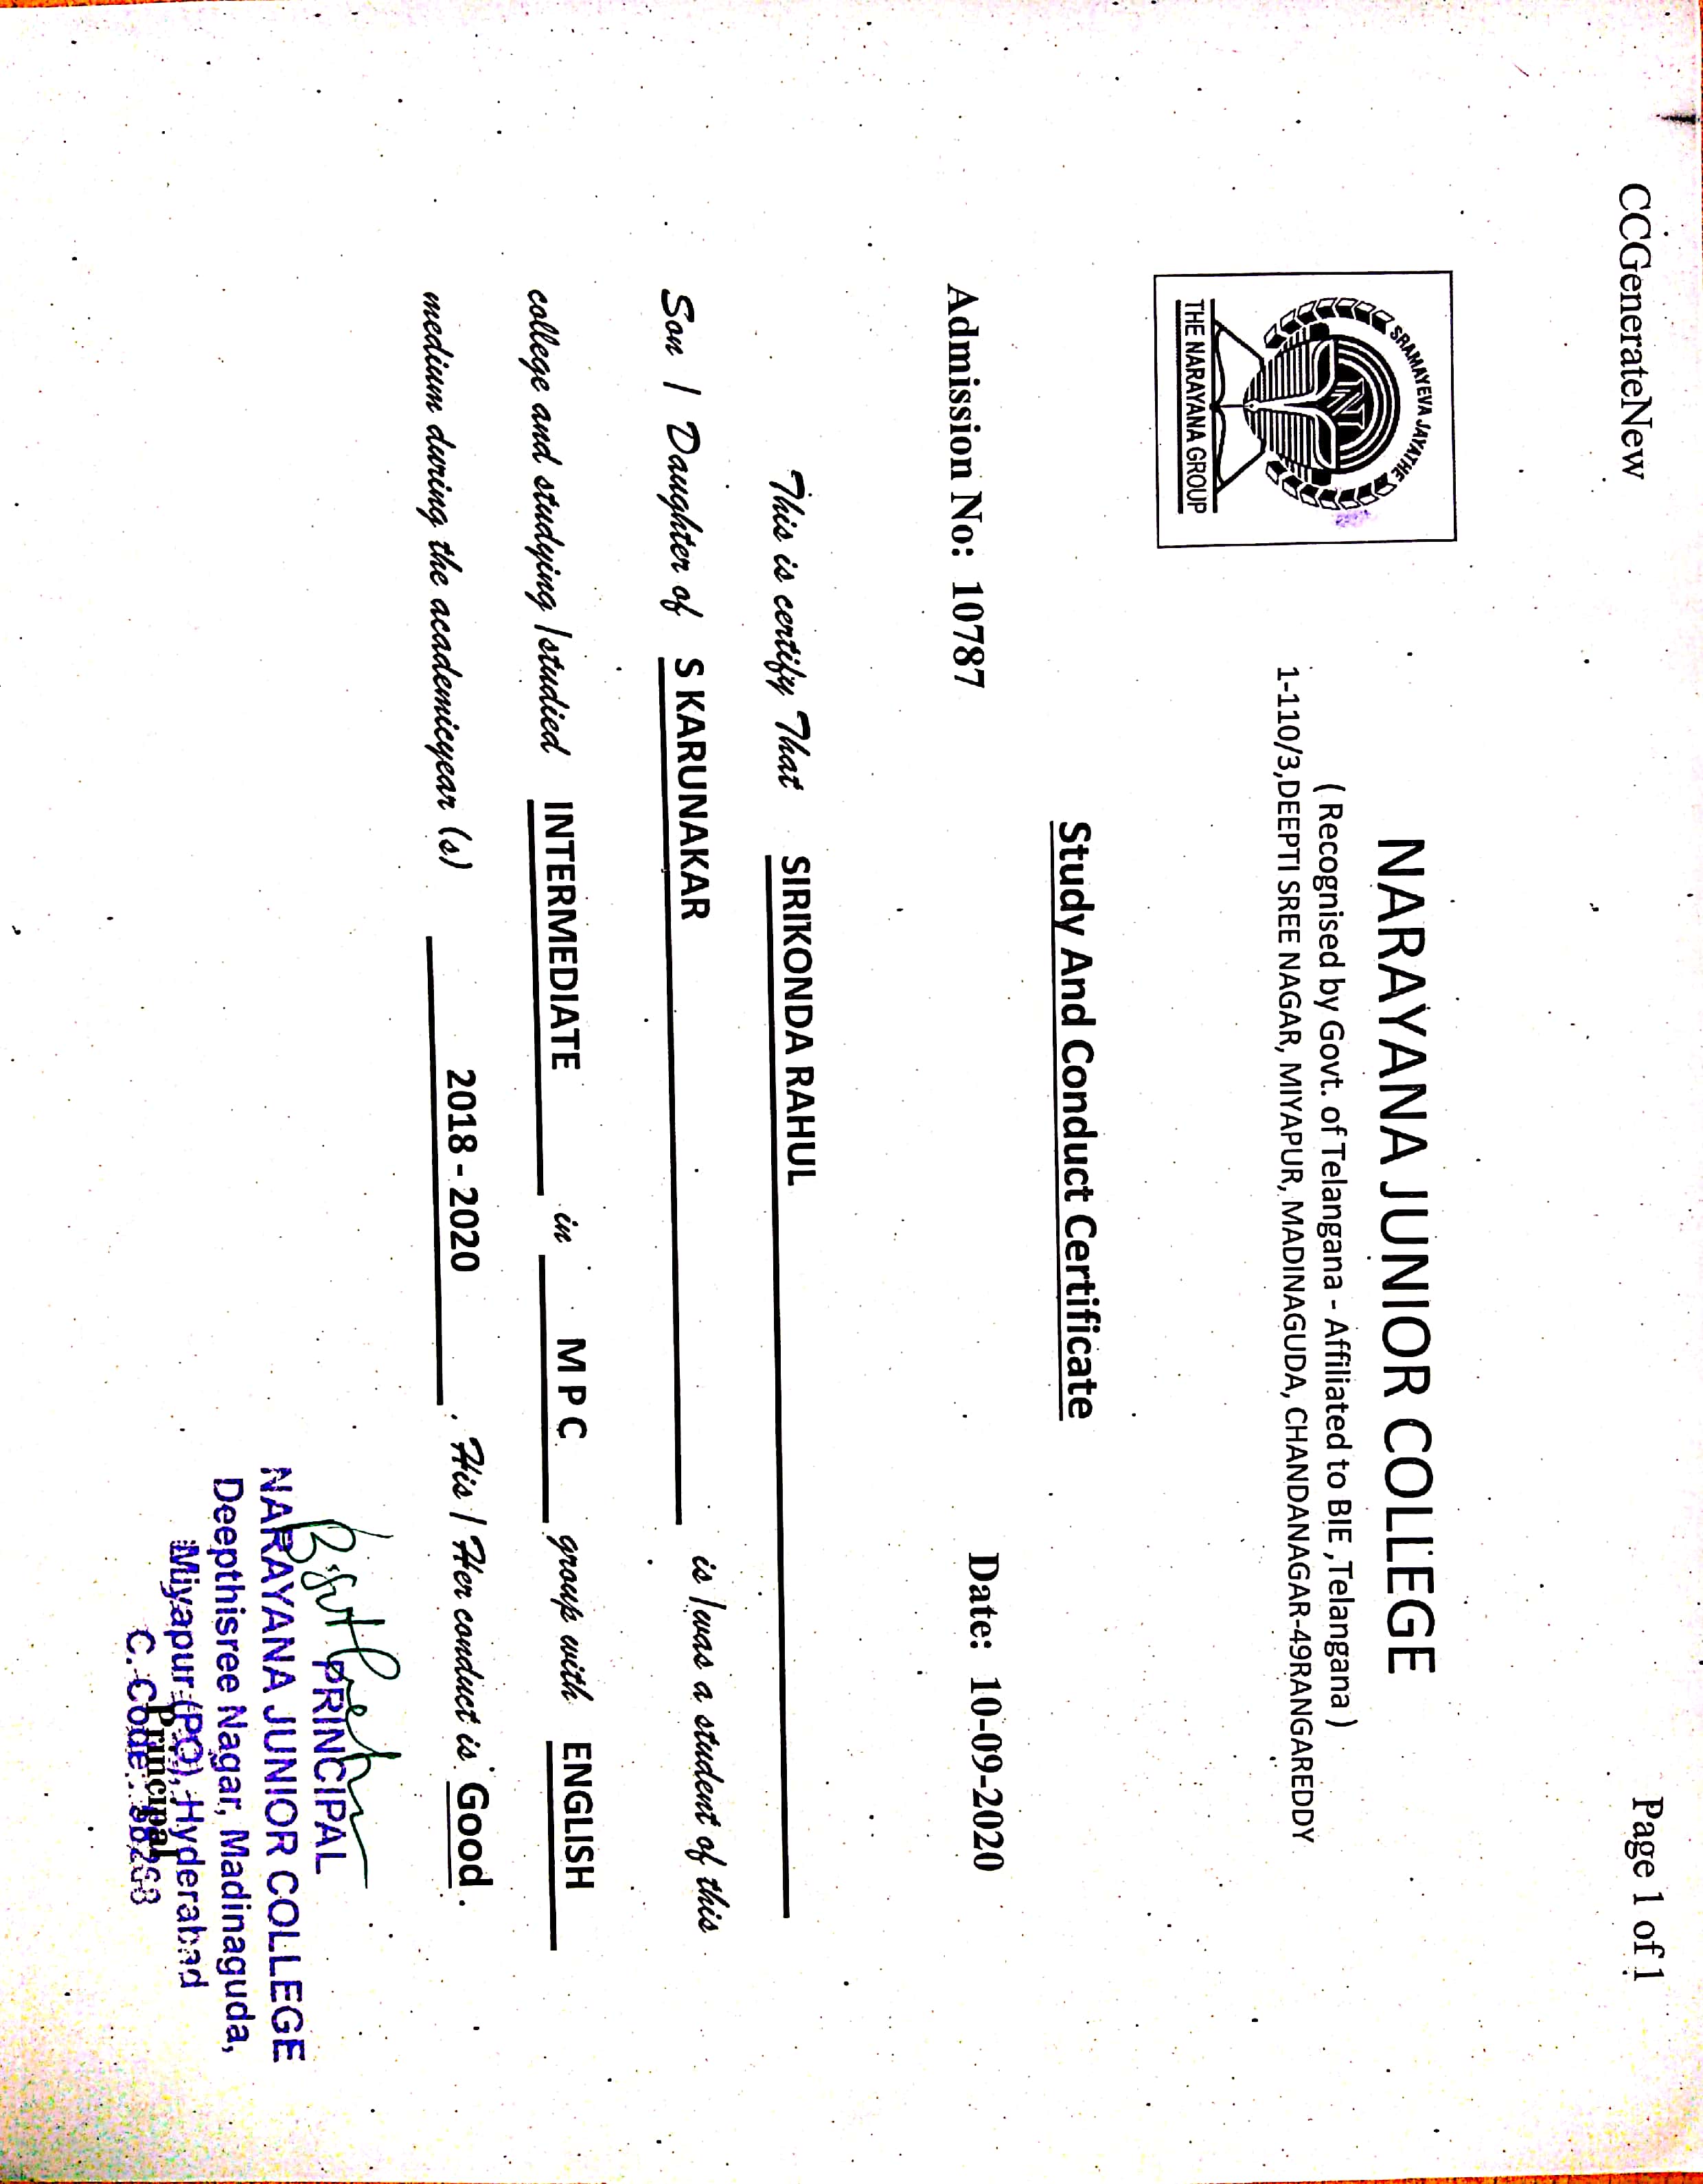 CCGenerateNew Page 1 of 1
SRAMAYEVA JAYATHE
N
THE NARAYANA GROUP
NARAYANA JUNIOR COLLEGE
( Recognised by Govt. of Telangana - Affiliated to BIE ,Telangana )
1-110/3,DEEPTI SREE NAGAR, MIYAPUR, MADINAGUDA, CHANDANAGAR-49RANGAREDDY
Study And Conduct Certificate
Admission No: 10787 Date: 10-09-2020
This is certify That SIRIKONDA RAHUL
Son / Daughter of S KARUNAKAR is /was a student of this
college and studying /studied INTERMEDIATE in M P C group with ENGLISH
medium during the academicyear (s) 2018 - 2020 . His / Her conduct is Good .
PRINCIPAL
NARAYANA JUNIOR COLLEGE
Deepthisree Nagar, Madinaguda,
Miyapur (PO), Hyderabad
Principal
C. Code: